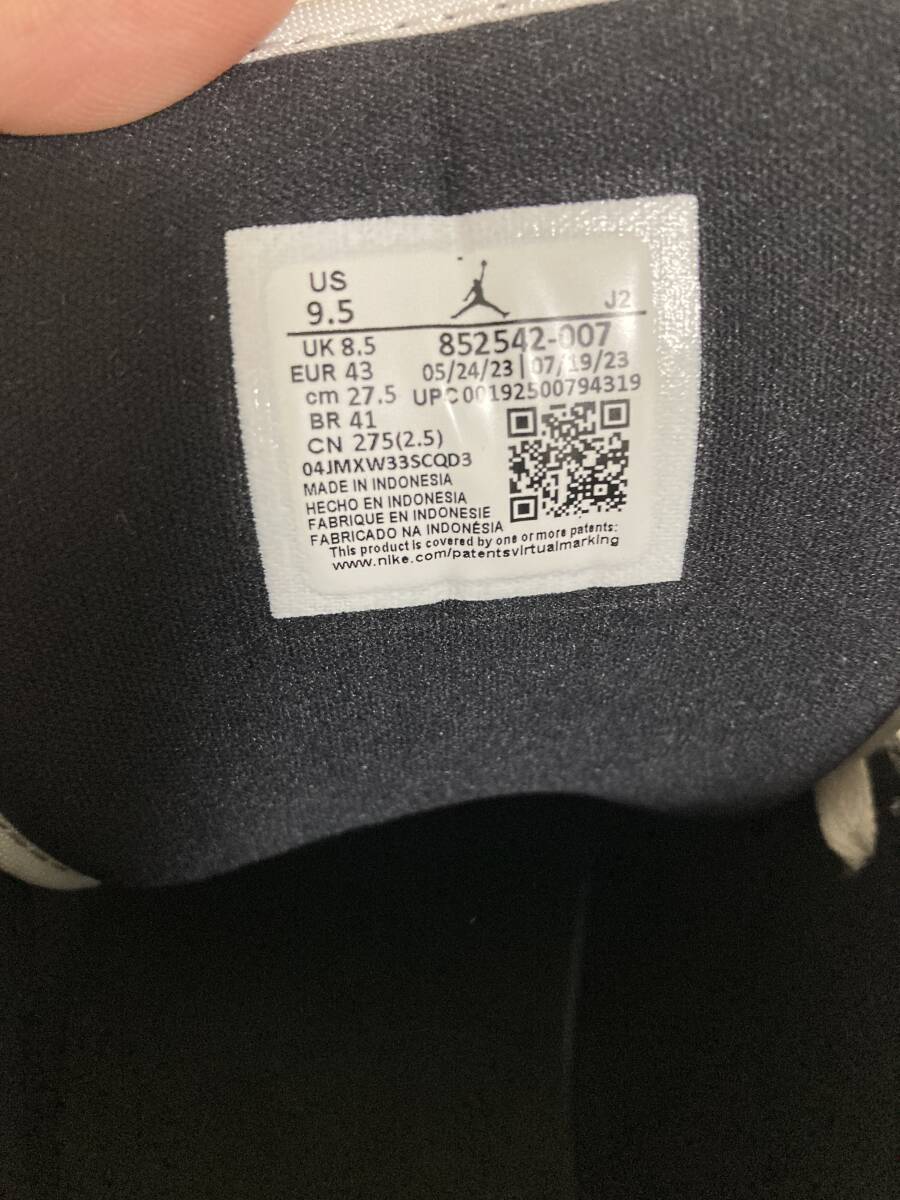 US
9.5
J2
UK 8.5 852542-007
EUR 43 05/24/23 | 07/19/23
cm 27.5 UPC 00192500794319
BR 41
CN 275(2.5)
04JMXW33SCQD3
MADE IN INDONESIA
HECHO EN INDONESIA
FABRIQUE EN INDONESIE
FABRICADO NA INDONÉSIA
This product is covered by one or more patents:
www.nike.com/patentsvirtualmarking